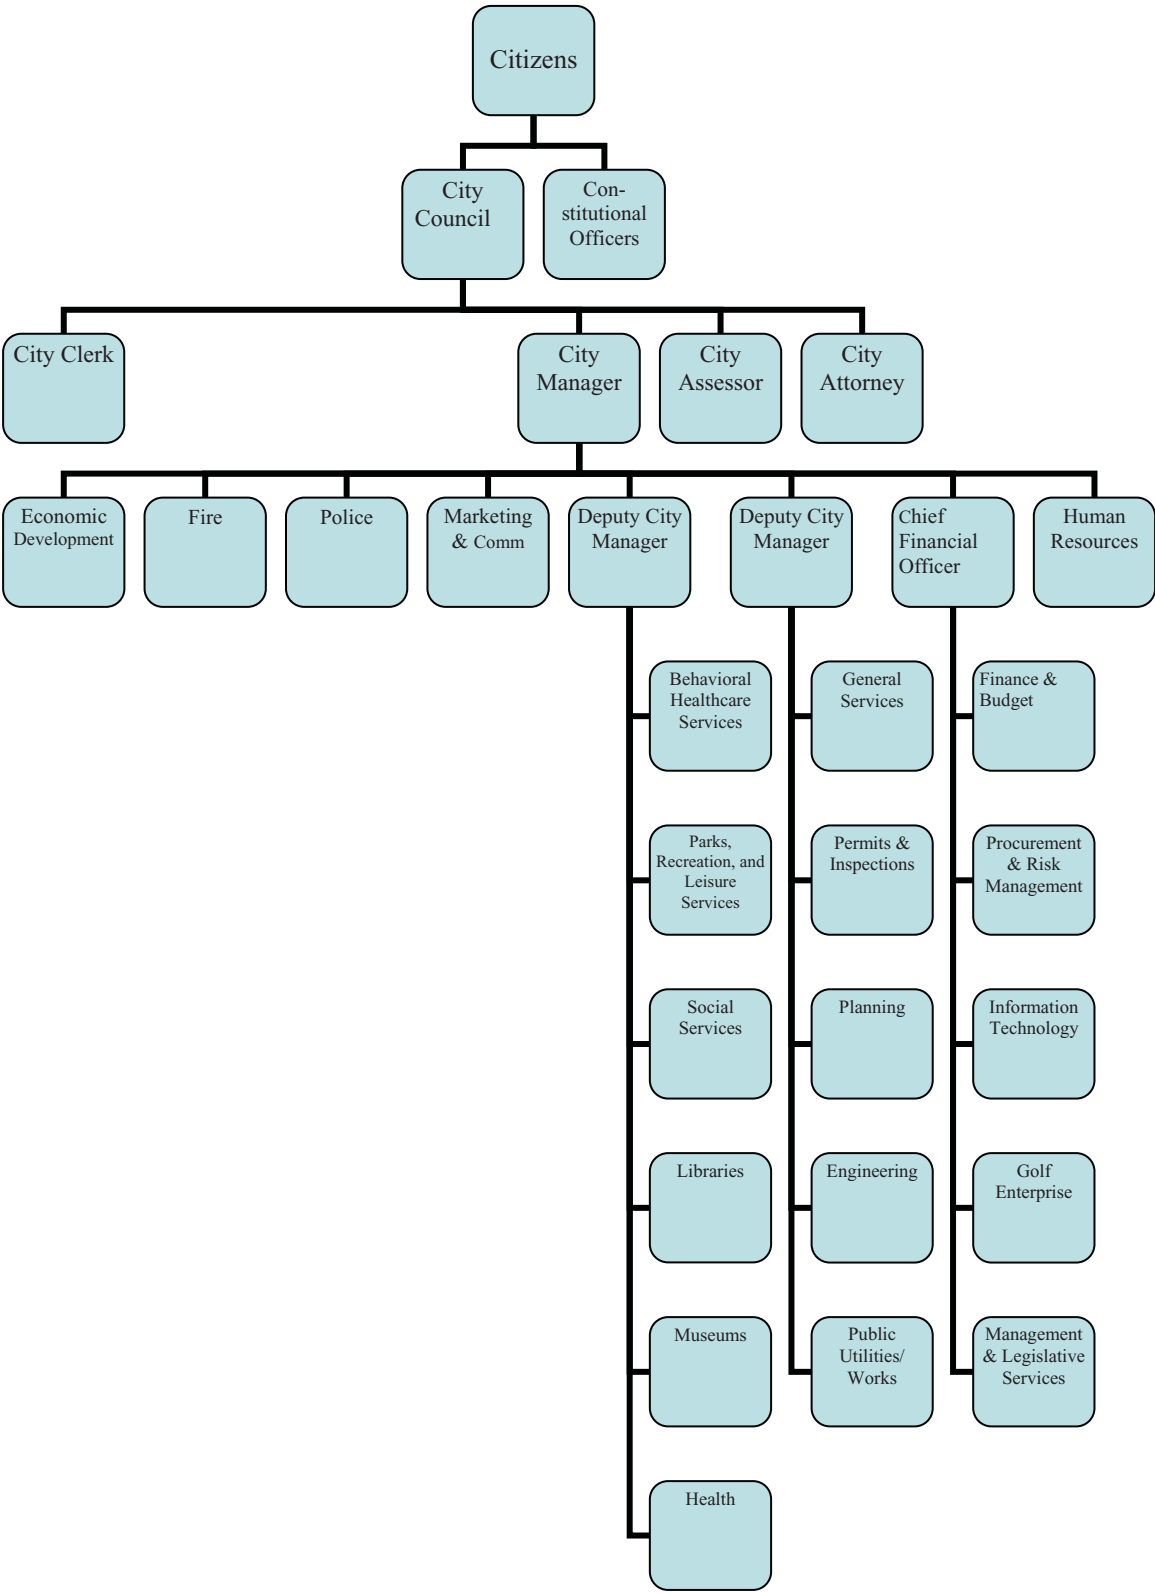 Citizens
City
Council
Con-
stitutional
Officers
City Clerk
City
Manager
City
Assessor
City
Attorney
Economic
Development
Fire
Police
Marketing
& Comm
Deputy City
Manager
Deputy City
Manager
Chief
Financial
Officer
Human
Resources
Behavioral
Healthcare
Services
General
Services
Finance &
Budget
Parks,
Recreation, and
Leisure
Services
Permits &
Inspections
Procurement
& Risk
Management
Social
Services
Planning
Information
Technology
Libraries
Engineering
Golf
Enterprise
Museums
Public
Utilities/
Works
Management
& Legislative
Services
Health